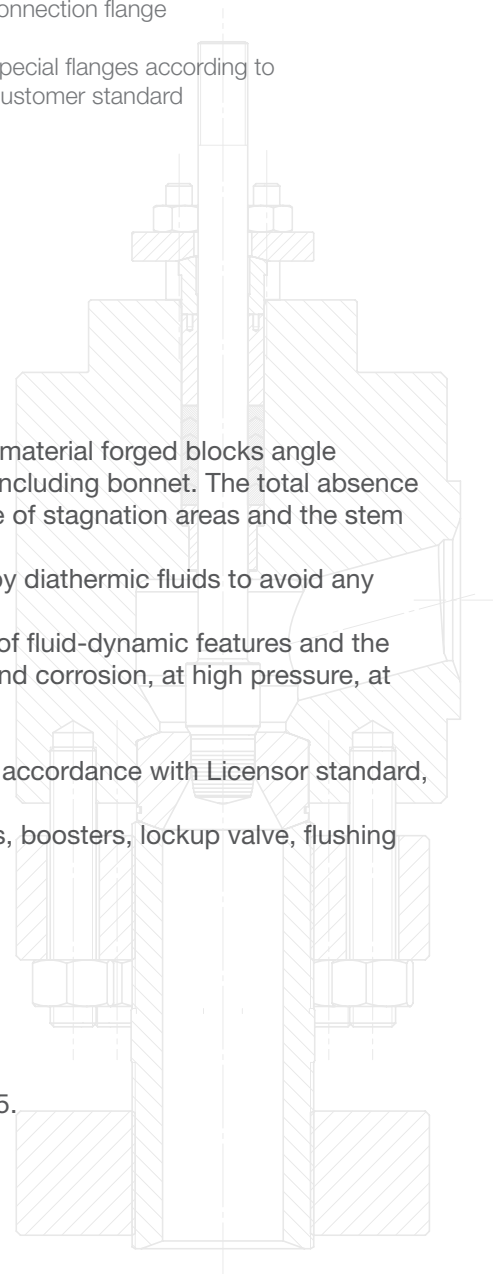 onnection flange
pecial flanges according to
ustomer standard
material forged blocks angle
ncluding bonnet. The total absence
e of stagnation areas and the stem
by diathermic fluids to avoid any
of fluid-dynamic features and the
nd corrosion, at high pressure, at
accordance with Licensor standard,
s, boosters, lockup valve, flushing
5.